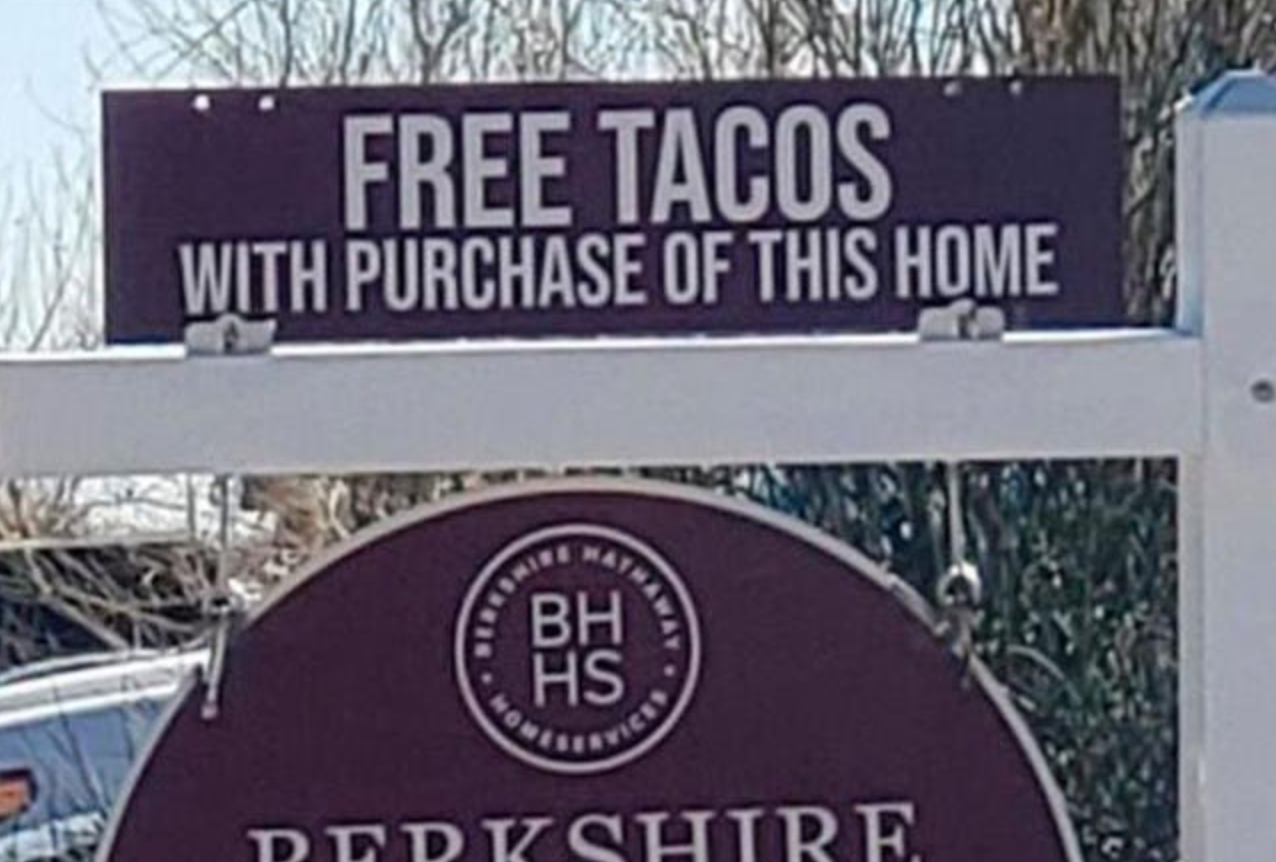 FREE TACOS
WITH PURCHASE OF THIS HOME
BERKSHIRE HATHAWAY
BH
HS
• HOMESERVICES •
BERKSHIRE